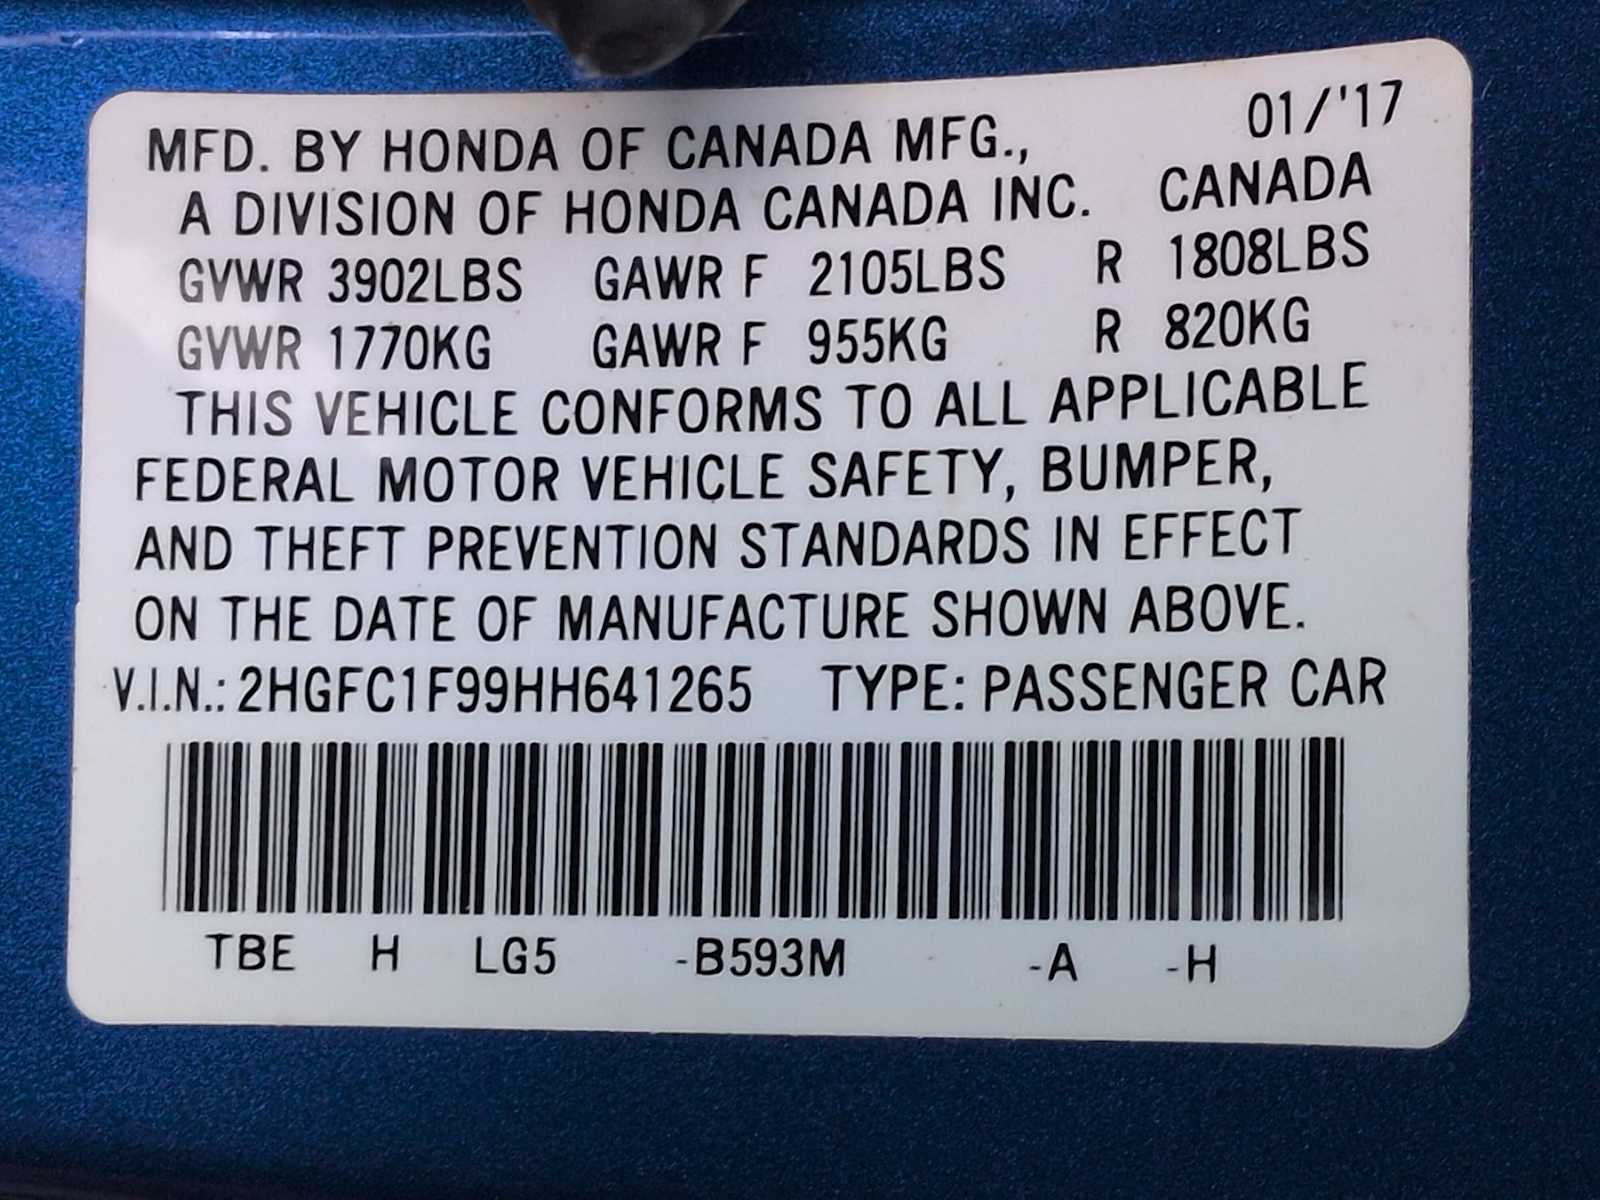 01/'17
MFD. BY HONDA OF CANADA MFG.,
A DIVISION OF HONDA CANADA INC. CANADA
GVWR 3902LBS GAWR F 2105LBS R 1808LBS
GVWR 1770KG GAWR F 955KG R 820KG
THIS VEHICLE CONFORMS TO ALL APPLICABLE
FEDERAL MOTOR VEHICLE SAFETY, BUMPER,
AND THEFT PREVENTION STANDARDS IN EFFECT
ON THE DATE OF MANUFACTURE SHOWN ABOVE.
V.I.N.: 2HGFC1F99HH641265 TYPE: PASSENGER CAR
TBE H LG5 -B593M -A -H